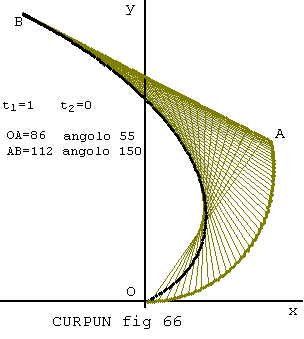 y
B
t1=1 t2=0
OA=86 angolo 55
A
AB=112 angolo 150
O
x
CURPUN fig 66